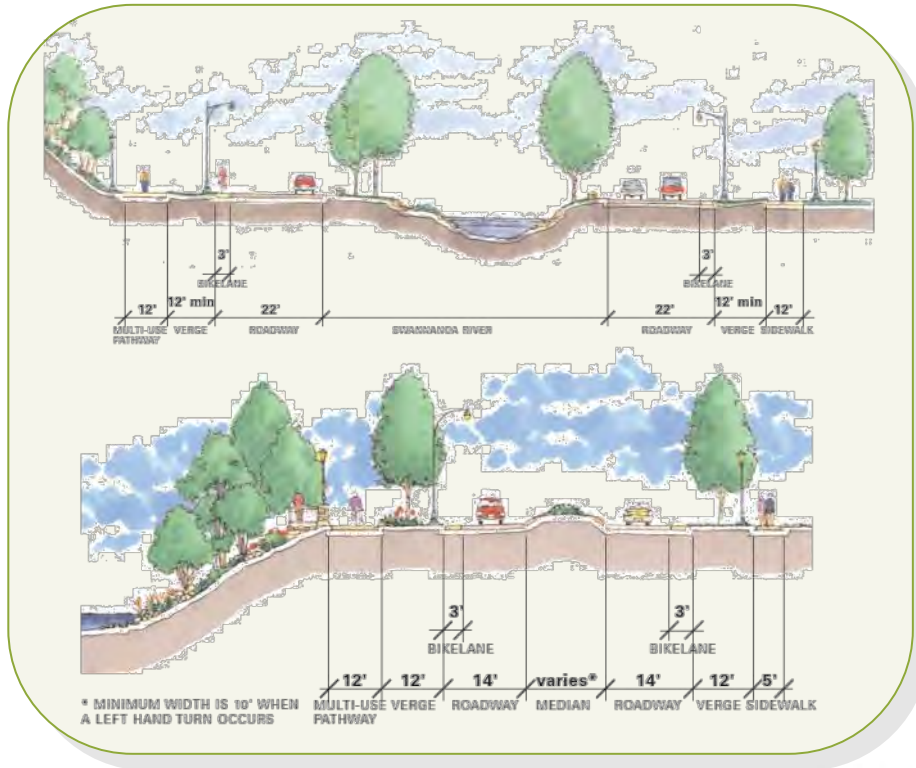 3'
3'
BIKELANE
BIKELANE
12' 12' min 22' 22' 12' min 12'
MULTI-USE VERGE ROADWAY SWANNANOA RIVER ROADWAY VERGE SIDEWALK
PATHWAY
3' 3'
BIKELANE BIKELANE
12' 12' 14' varies* 14' 12' 5'
* MINIMUM WIDTH IS 10' WHEN MULTI-USE VERGE ROADWAY MEDIAN ROADWAY VERGE SIDEWALK
A LEFT HAND TURN OCCURS PATHWAY